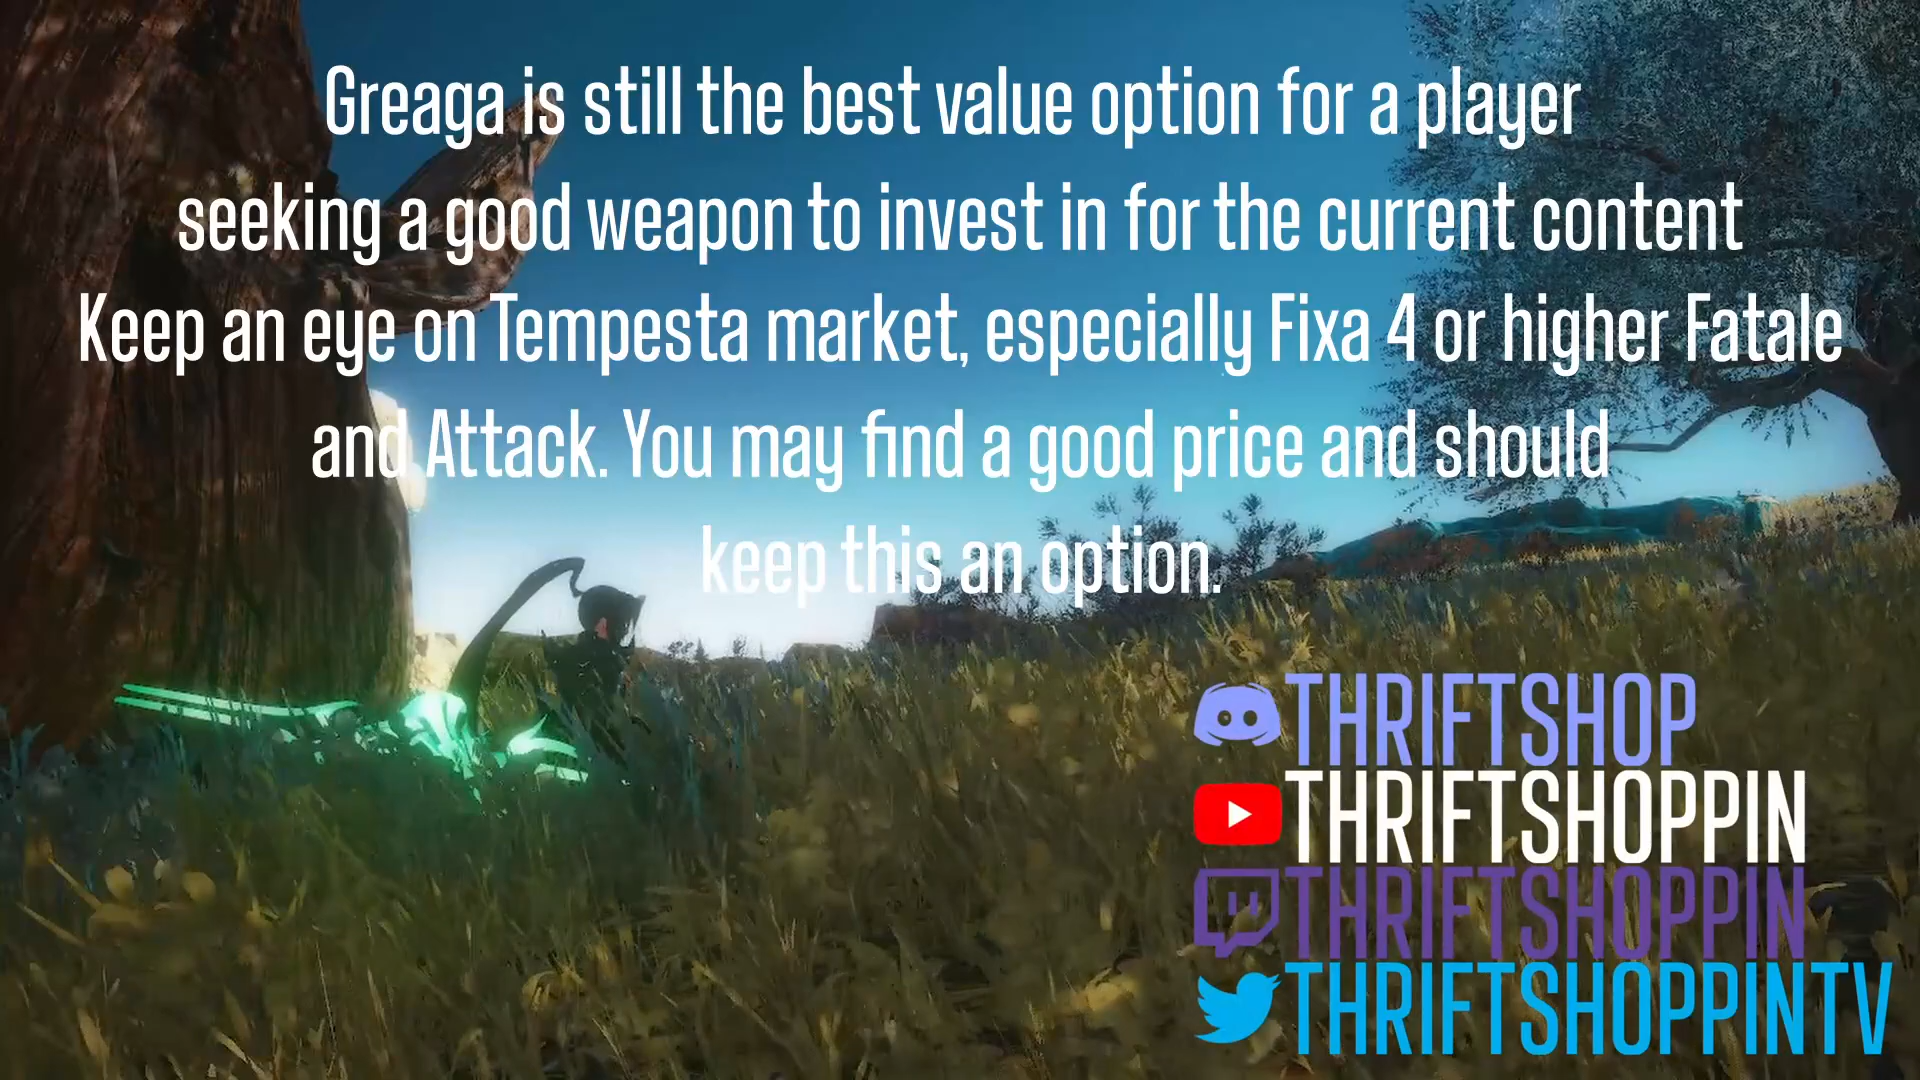 Greaga is still the best value option for a player
seeking a good weapon to invest in for the current content
Keep an eye on Tempesta market, especially Fixa 4 or higher Fatale
and Attack. You may find a good price and should
keep this an option.
THRIFTSHOP
THRIFTSHOPPIN
THRIFTSHOPPIN
THRIFTSHOPPINTV